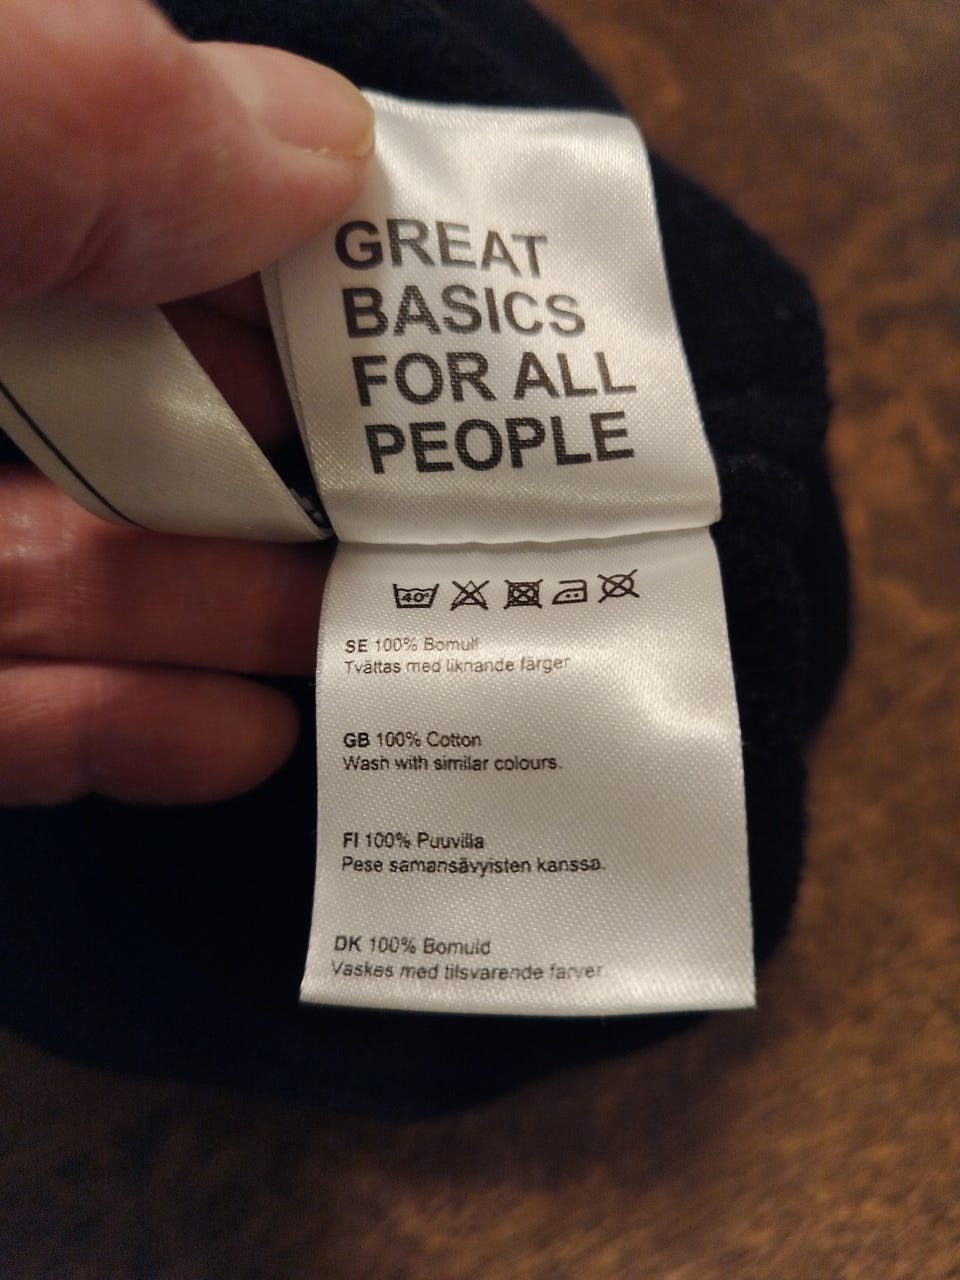 GREAT
BASICS
FOR ALL
PEOPLE
40°
SE 100% Bomull
Tvättas med liknande färger
GB 100% Cotton
Wash with similar colours.
FI 100% Puuvilla
Pese samansävyisten kanssa.
DK 100% Bomuld
Vaskes med tilsvarende farver